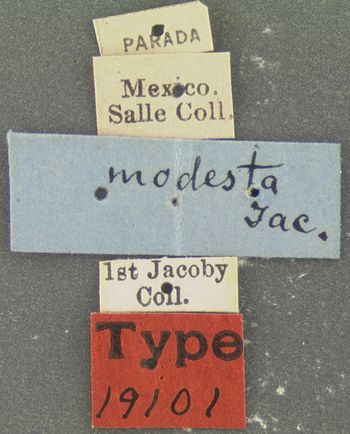 PARADA
Mexico.
Salle Coll.
modesta
Jac.
1st Jacoby
Coll.
Type
19101